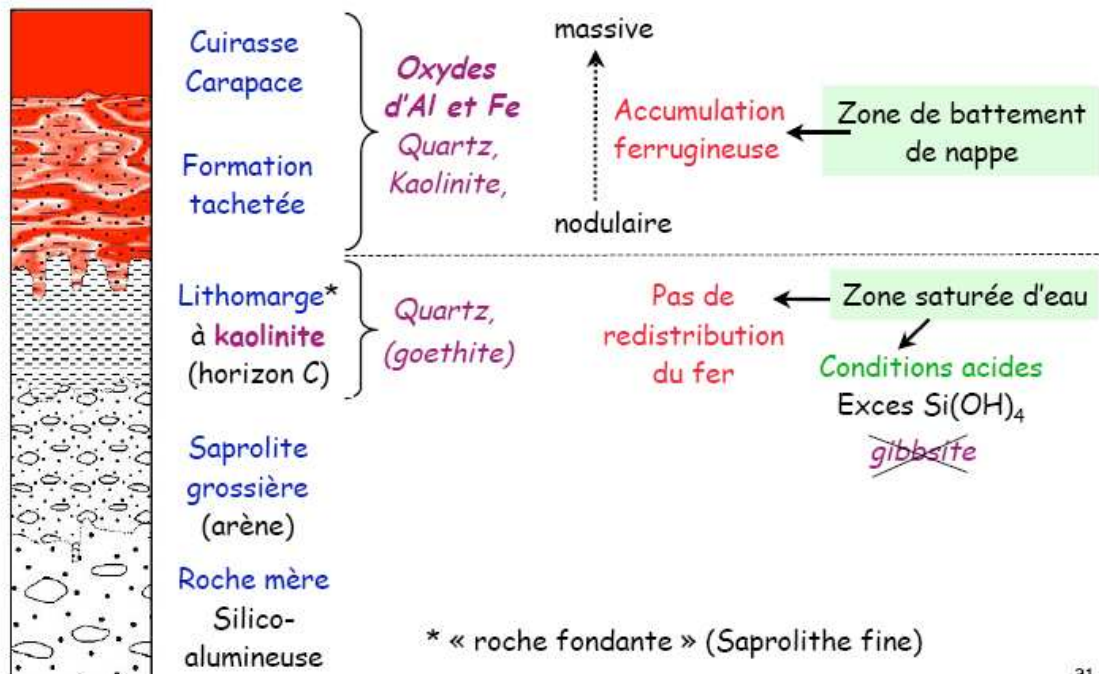 Cuirasse
Carapace
Formation
tachetée
Oxydes
d'Al et Fe
Quartz,
Kaolinite,
massive
nodulaire
Accumulation
ferrugineuse
Zone de battement
de nappe
Lithomarge*
à kaolinite
(horizon C)
Quartz,
(goethite)
Pas de
redistribution
du fer
Zone saturée d'eau
Conditions acides
Exces Si(OH)4
gibbsite
Saprolite
grossière
(arène)
Roche mère
Silico-
alumineuse
* « roche fondante » (Saprolithe fine)
31